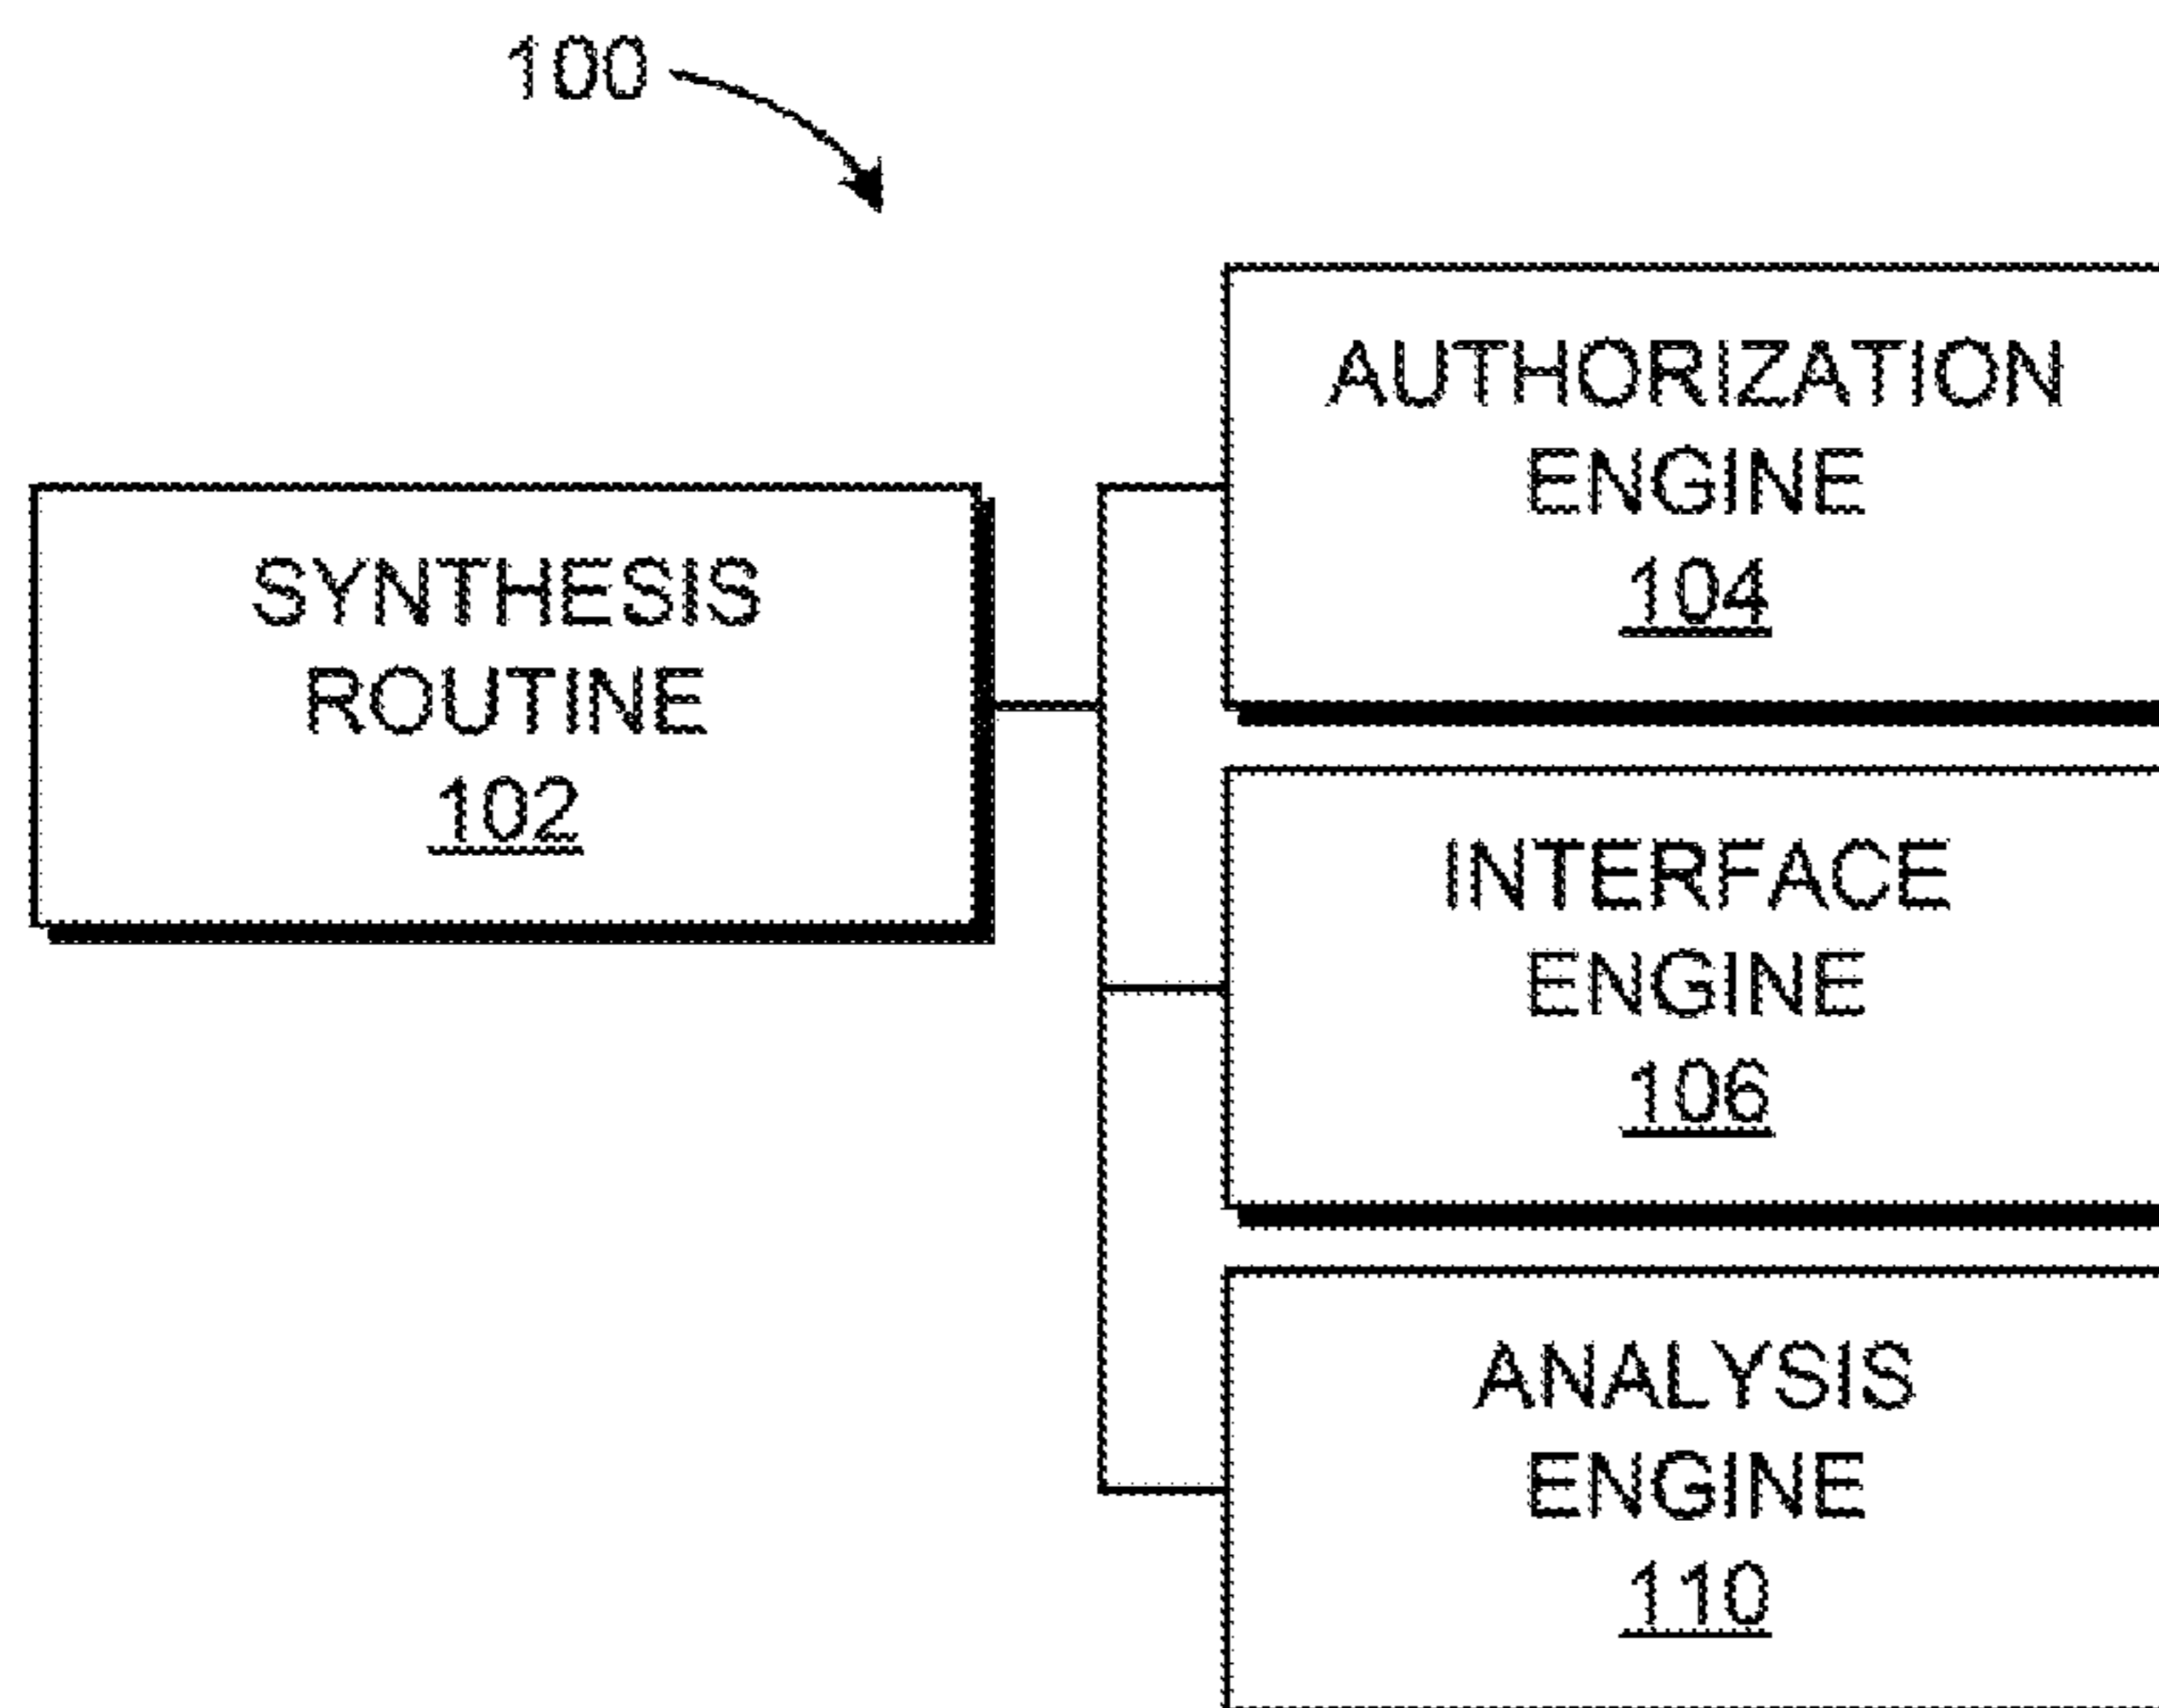 100
SYNTHESIS
ROUTINE
102
AUTHORIZATION
ENGINE
104
INTERFACE
ENGINE
106
ANALYSIS
ENGINE
110